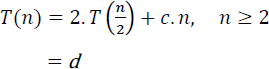 T(n) = 2.T(n/2) + c.n, n ≥ 2
= d